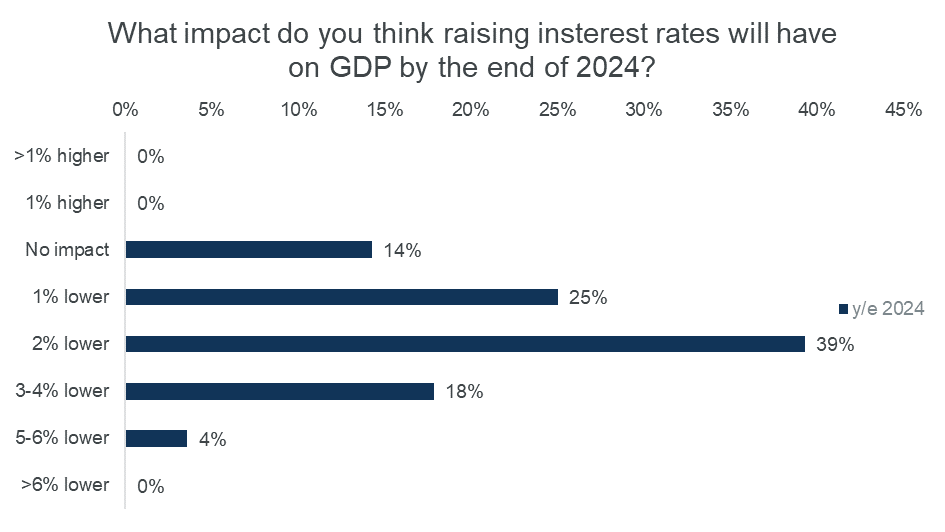 What impact do you think raising insterest rates will have
on GDP by the end of 2024?
0% 5% 10% 15% 20% 25% 30% 35% 40% 45%
>1% higher 0%
1% higher 0%
No impact 14%
1% lower 25%
y/e 2024
2% lower 39%
3-4% lower 18%
5-6% lower 4%
>6% lower 0%